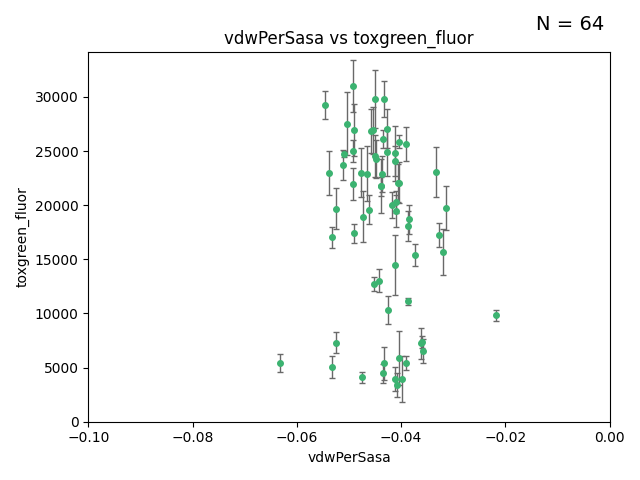 N = 64
vdwPerSasa vs toxgreen_fluor
toxgreen_fluor
30000
25000
20000
15000
10000
5000
0
−0.10 −0.08 −0.06 −0.04 −0.02 0.00
vdwPerSasa